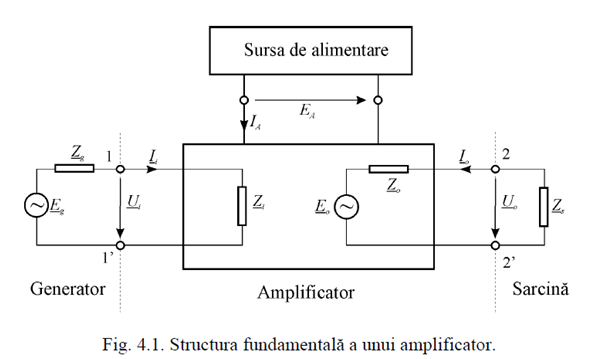 Sursa de alimentare
E_A
I_A
Z_g
1
I_i
I_o
2
Z_o
E_g
U_i
Z_i
E_o
U_o
Z_s
1'
2'
Generator
Amplificator
Sarcină
Fig. 4.1. Structura fundamentală a unui amplificator.